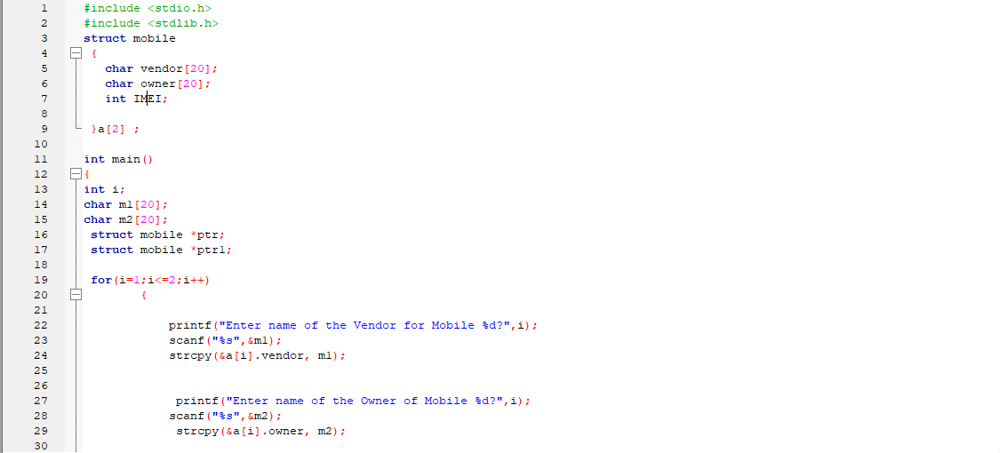 1 #include <stdio.h>
2 #include <stdlib.h>
3 struct mobile
4 {
5 char vendor[20];
6 char owner[20];
7 int IMEI;
8
9 }a[2] ;
10
11 int main()
12 {
13 int i;
14 char m1[20];
15 char m2[20];
16 struct mobile *ptr;
17 struct mobile *ptr1;
18
19 for(i=1;i<=2;i++)
20 {
21
22 printf("Enter name of the Vendor for Mobile %d?",i);
23 scanf("%s",&m1);
24 strcpy(&a[i].vendor, m1);
25
26
27 printf("Enter name of the Owner of Mobile %d?",i);
28 scanf("%s",&m2);
29 strcpy(&a[i].owner, m2);
30